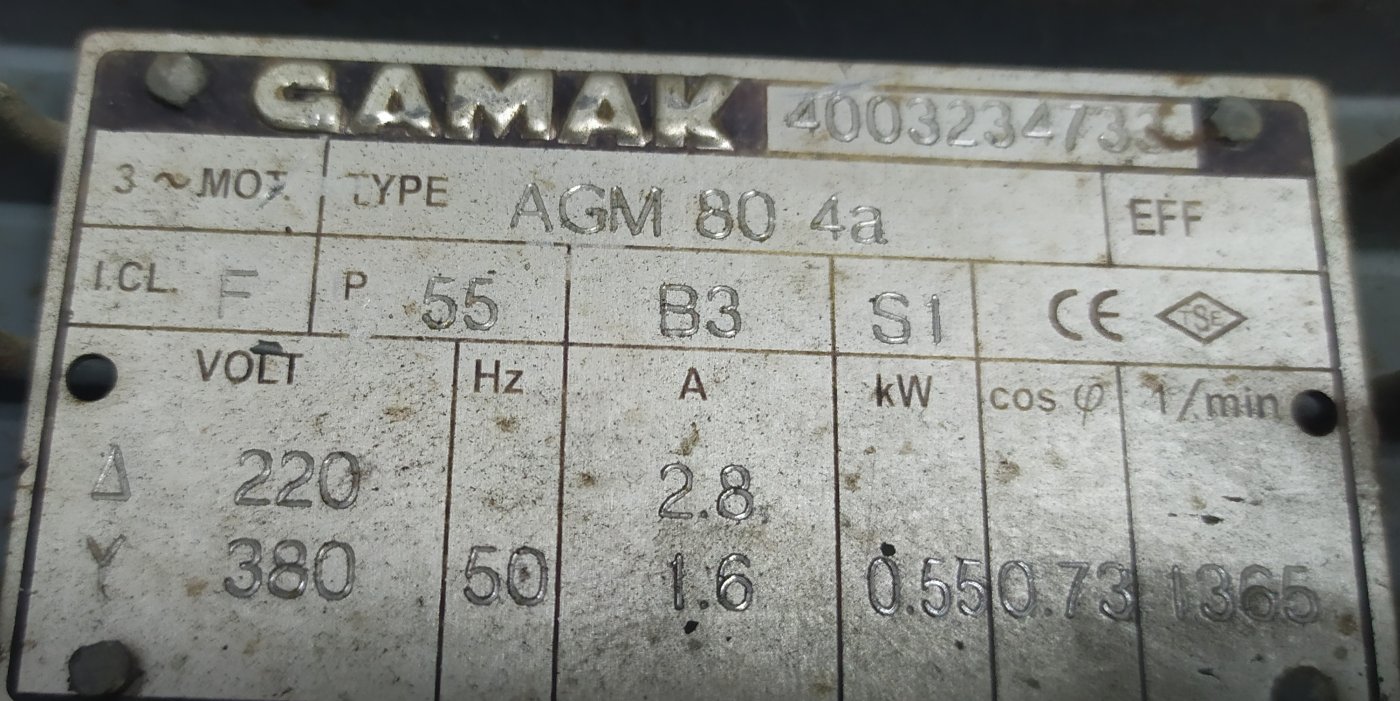 GAMAK 4003234733
3 ~ MOT. TYPE AGM 80 4a EFF
I.CL. F P 55 B3 S1 CE TSE
VOLT Hz A kW cos φ 1/min
Δ 220 2.8
Y 380 50 1.6 0.55 0.73 1365